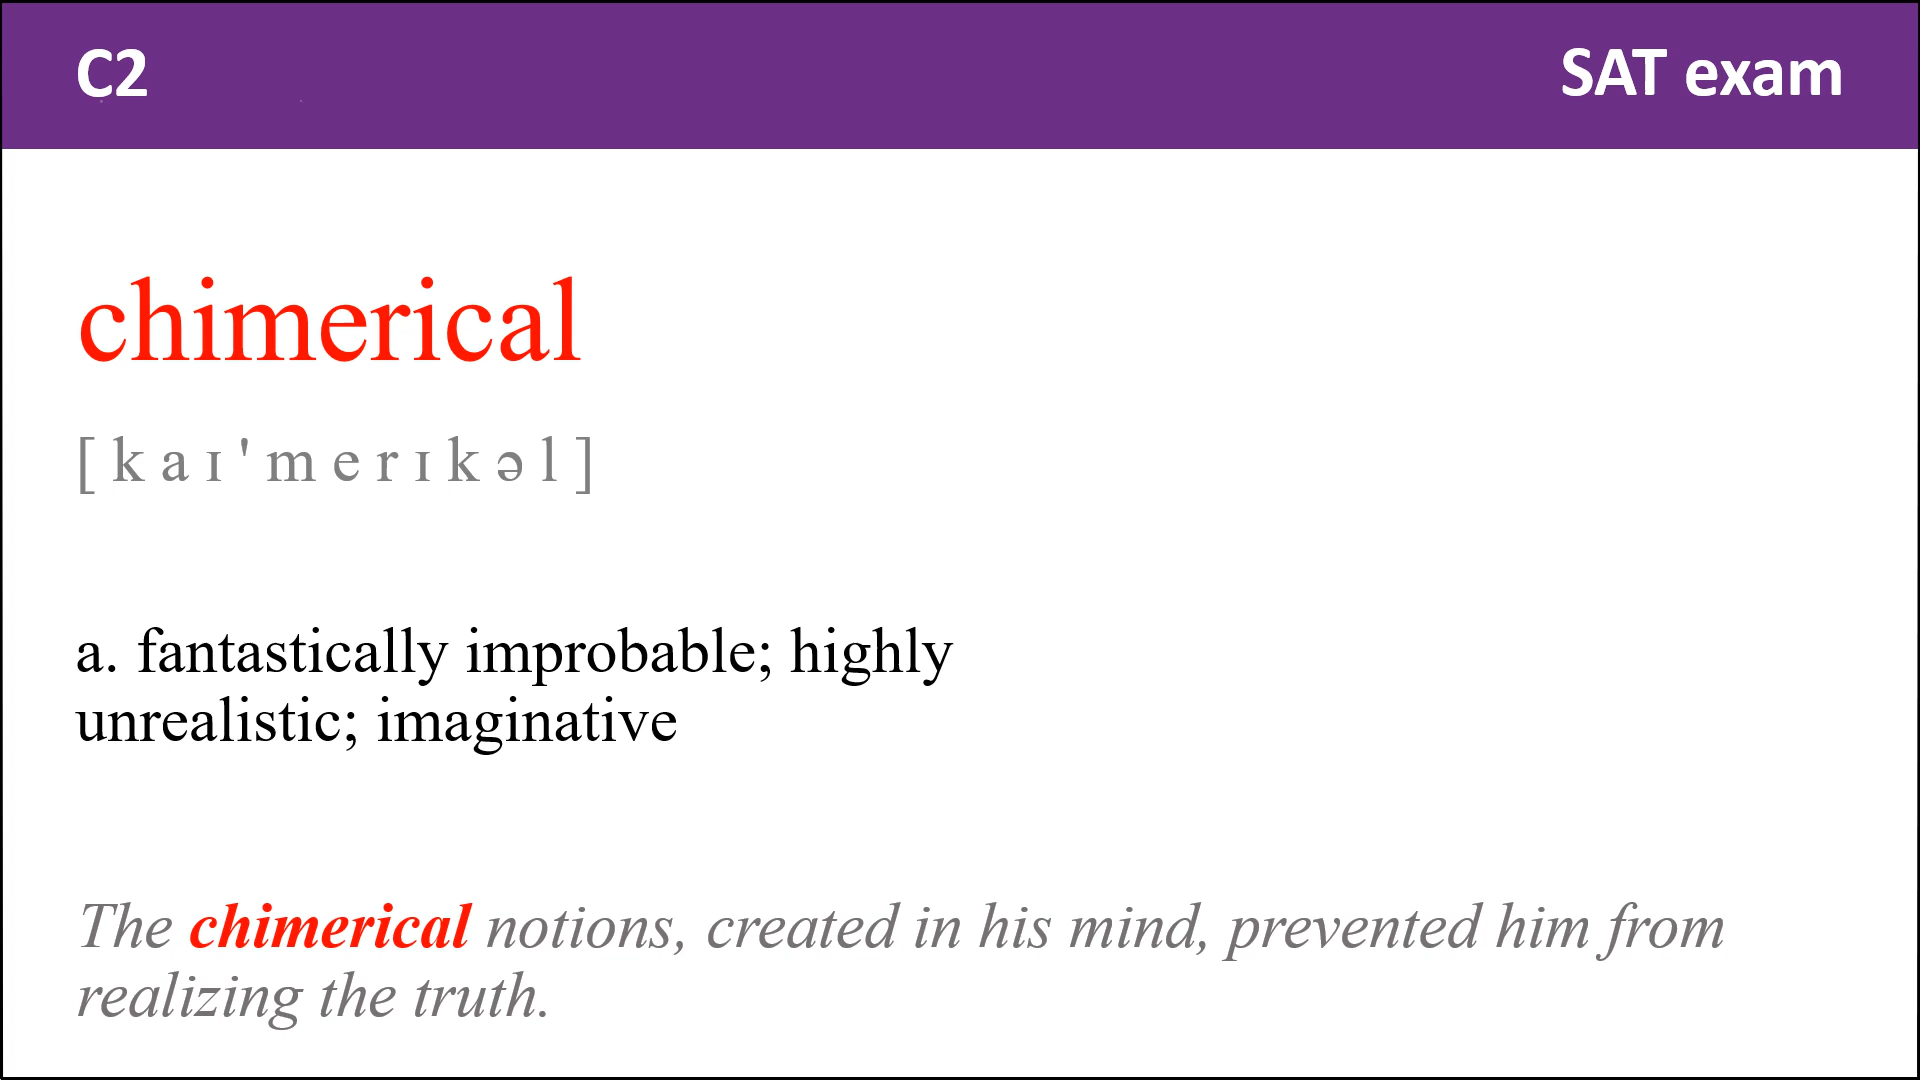 C2
SAT exam
chimerical
[ k a ɪ ' m e r ɪ k ə l ]
a. fantastically improbable; highly
unrealistic; imaginative
The chimerical notions, created in his mind, prevented him from
realizing the truth.